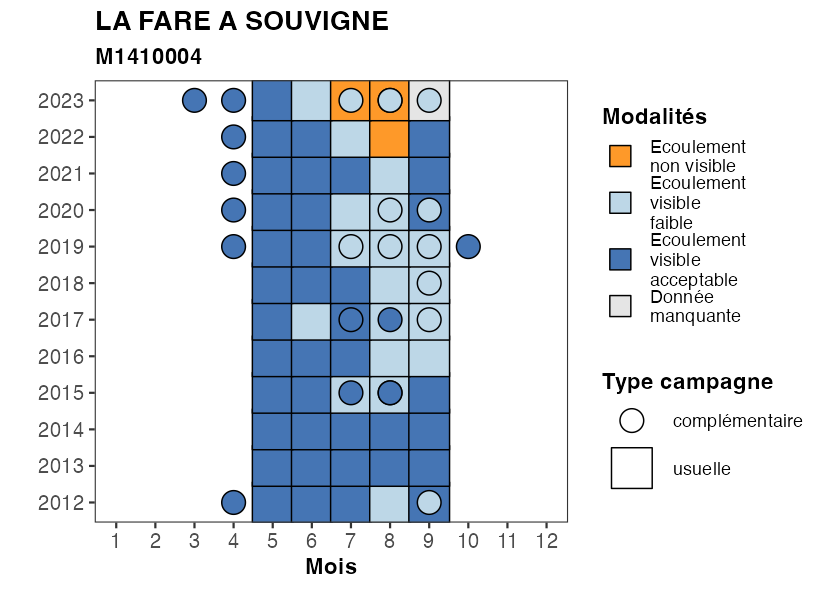 LA FARE A SOUVIGNE
M1410004
2023
2022
2021
2020
2019
2018
2017
2016
2015
2014
2013
2012
1 2 3 4 5 6 7 8 9 10 11 12
Mois
Modalités
Ecoulement
non visible
Ecoulement
visible
faible
Ecoulement
visible
acceptable
Donnée
manquante
Type campagne
complémentaire
usuelle